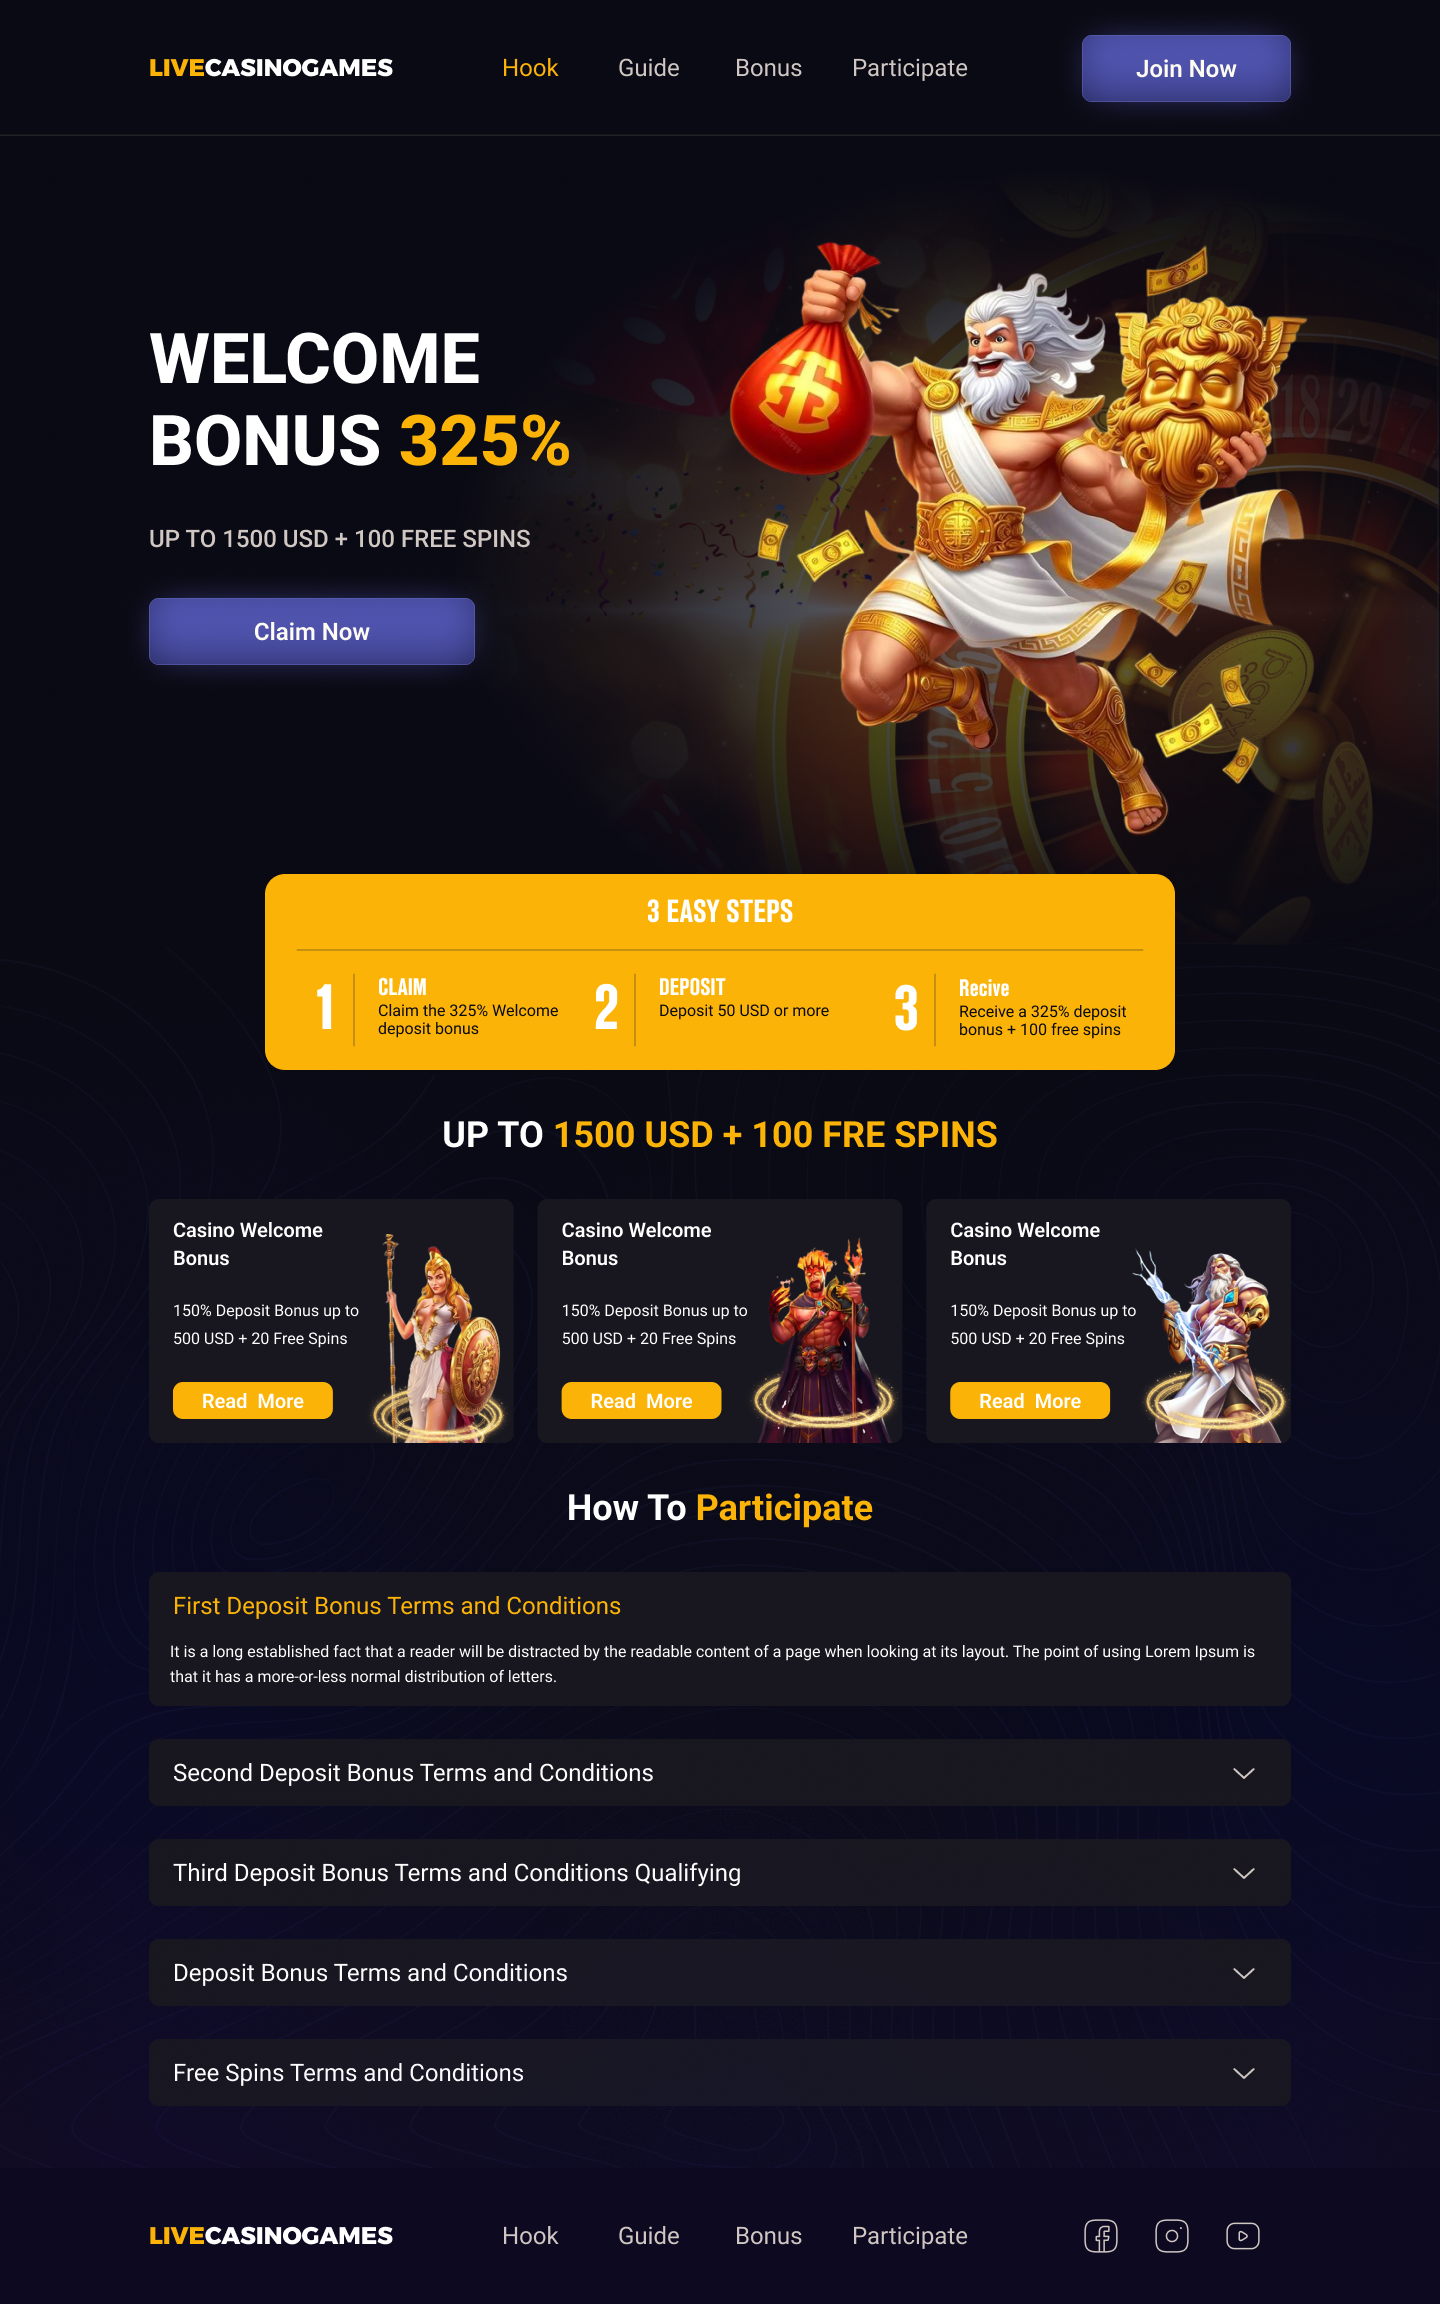 LIVECASINOGAMES
Hook
Guide
Bonus
Participate
Join Now
WELCOME
BONUS 325%
UP TO 1500 USD + 100 FREE SPINS
Claim Now
18 29 7
3 EASY STEPS
1
CLAIM
Claim the 325% Welcome
deposit bonus
2
DEPOSIT
Deposit 50 USD or more
3
Recive
Receive a 325% deposit
bonus + 100 free spins
UP TO 1500 USD + 100 FRE SPINS
Casino Welcome
Bonus
150% Deposit Bonus up to
500 USD + 20 Free Spins
Read More
Casino Welcome
Bonus
150% Deposit Bonus up to
500 USD + 20 Free Spins
Read More
Casino Welcome
Bonus
150% Deposit Bonus up to
500 USD + 20 Free Spins
Read More
How To Participate
First Deposit Bonus Terms and Conditions
It is a long established fact that a reader will be distracted by the readable content of a page when looking at its layout. The point of using Lorem Ipsum is
that it has a more-or-less normal distribution of letters.
Second Deposit Bonus Terms and Conditions
Third Deposit Bonus Terms and Conditions Qualifying
Deposit Bonus Terms and Conditions
Free Spins Terms and Conditions
LIVECASINOGAMES
Hook
Guide
Bonus
Participate